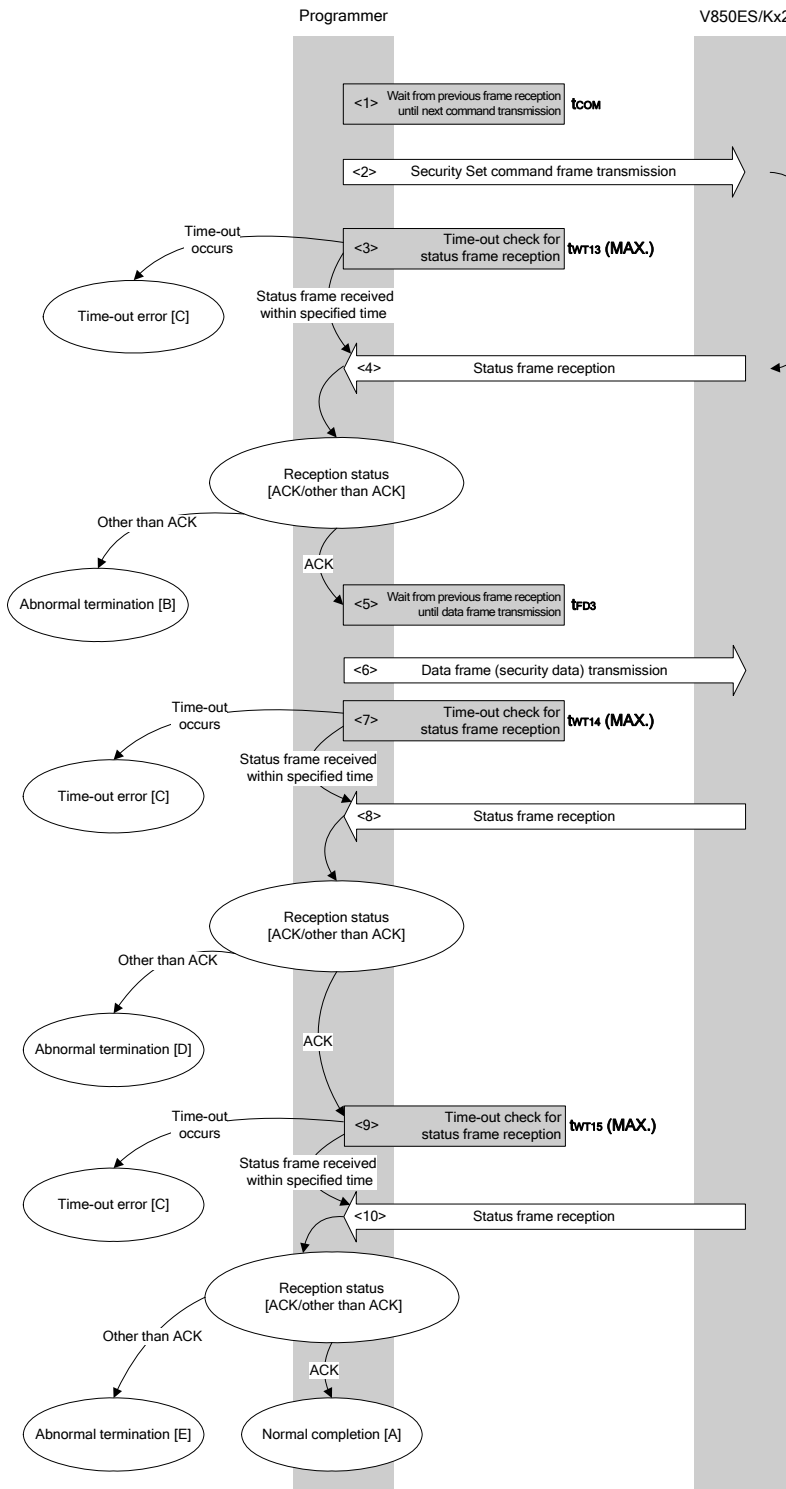 Programmer
V850ES/Kx2
<1> Wait from previous frame reception
until next command transmission
tCOM
<2> Security Set command frame transmission
Time-out
occurs
<3> Time-out check for
status frame reception
tWT13 (MAX.)
Time-out error [C]
Status frame received
within specified time
<4> Status frame reception
Reception status
[ACK/other than ACK]
Other than ACK
ACK
Abnormal termination [B]
<5> Wait from previous frame reception
until data frame transmission
tFD3
<6> Data frame (security data) transmission
Time-out
occurs
<7> Time-out check for
status frame reception
tWT14 (MAX.)
Status frame received
within specified time
Time-out error [C]
<8> Status frame reception
Reception status
[ACK/other than ACK]
Other than ACK
Abnormal termination [D]
ACK
Time-out
occurs
<9> Time-out check for
status frame reception
tWT15 (MAX.)
Status frame received
within specified time
Time-out error [C]
<10> Status frame reception
Reception status
[ACK/other than ACK]
Other than ACK
ACK
Abnormal termination [E]
Normal completion [A]